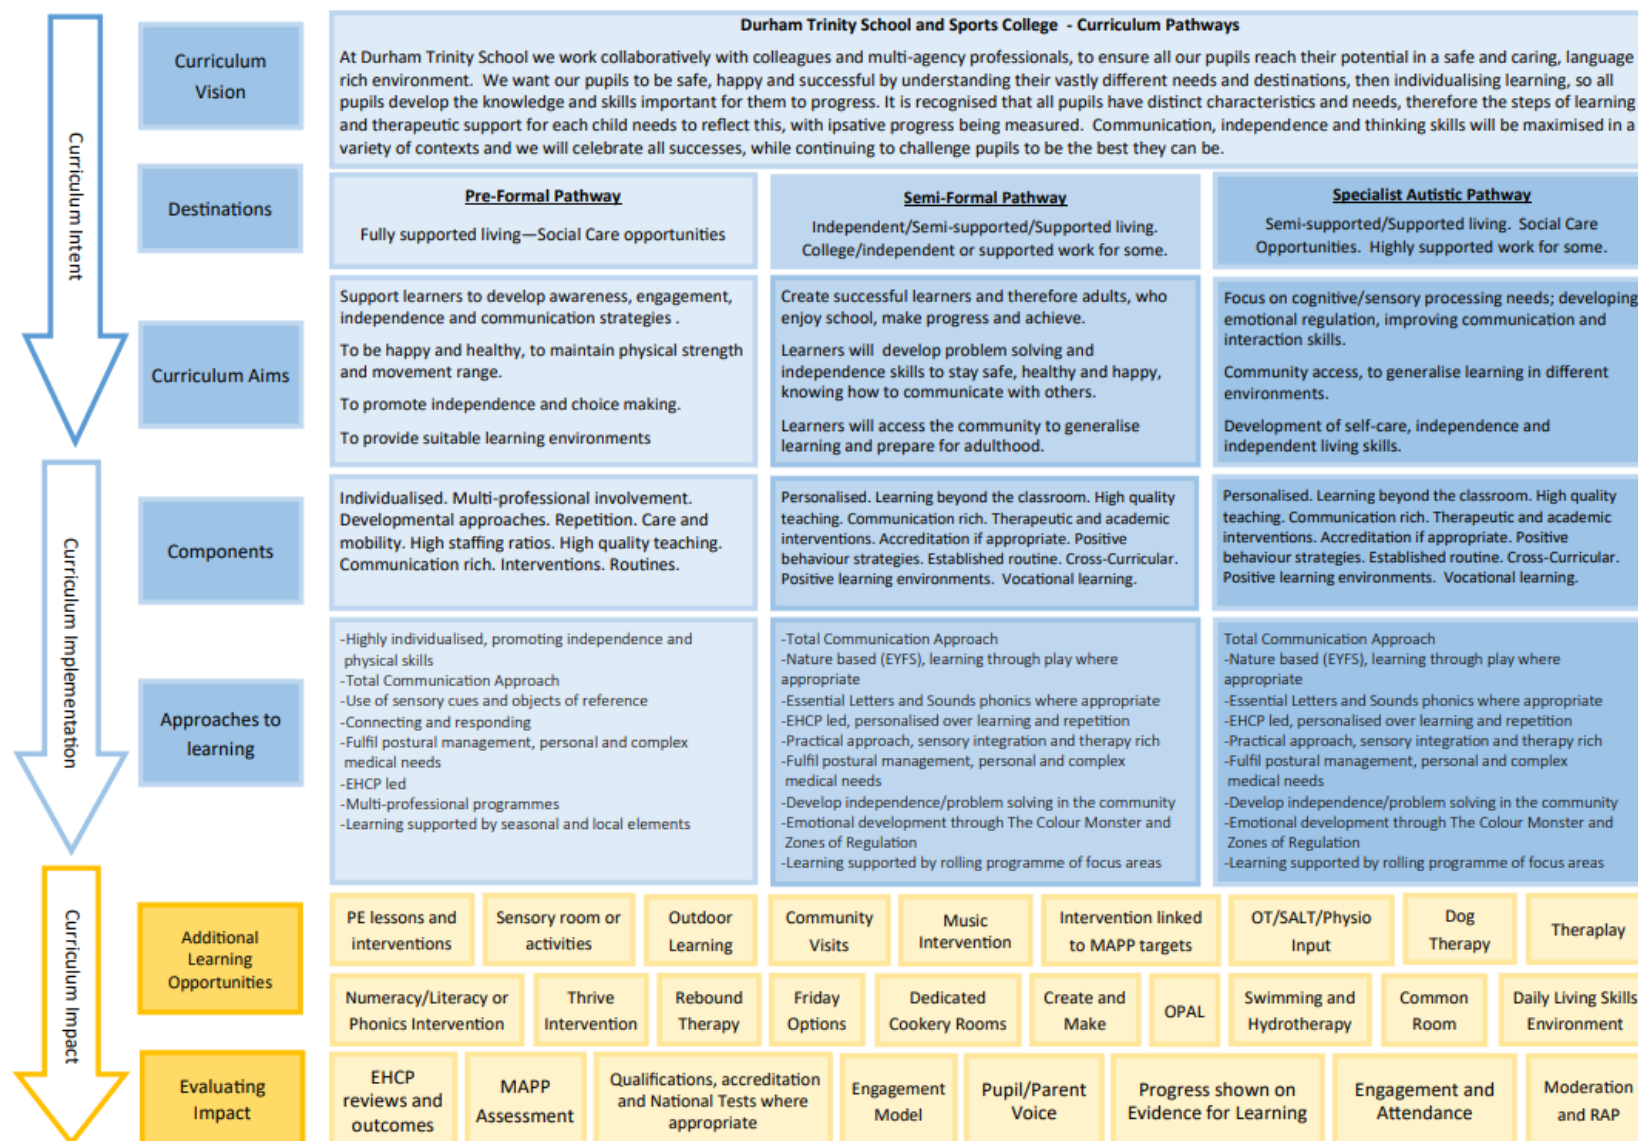 Durham Trinity School and Sports College  - Curriculum Pathways
Curriculum Intent
Curriculum
Vision
At Durham Trinity School we work collaboratively with colleagues and multi-agency professionals, to ensure all our pupils reach their potential in a safe and caring, language
rich environment.  We want our pupils to be safe, happy and successful by understanding their vastly different needs and destinations, then individualising learning, so all
pupils develop the knowledge and skills important for them to progress. It is recognised that all pupils have distinct characteristics and needs, therefore the steps of learning
and therapeutic support for each child needs to reflect this, with ipsative progress being measured.  Communication, independence and thinking skills will be maximised in a
variety of contexts and we will celebrate all successes, while continuing to challenge pupils to be the best they can be.
Destinations
Pre-Formal Pathway
Fully supported living—Social Care opportunities
Semi-Formal Pathway
Independent/Semi-supported/Supported living.
College/independent or supported work for some.
Specialist Autistic Pathway
Semi-supported/Supported living.  Social Care
Opportunities.  Highly supported work for some.
Curriculum Aims
Support learners to develop awareness, engagement,
independence and communication strategies .
To be happy and healthy, to maintain physical strength
and movement range.
To promote independence and choice making.
To provide suitable learning environments
Create successful learners and therefore adults, who
enjoy school, make progress and achieve.
Learners will  develop problem solving and
independence skills to stay safe, healthy and happy,
knowing how to communicate with others.
Learners will access the community to generalise
learning and prepare for adulthood.
Focus on cognitive/sensory processing needs; developing
emotional regulation, improving communication and
interaction skills.
Community access, to generalise learning in different
environments.
Development of self-care, independence and
independent living skills.
Curriculum Implementation
Components
Individualised. Multi-professional involvement.
Developmental approaches. Repetition. Care and
mobility. High staffing ratios. High quality teaching.
Communication rich. Interventions. Routines.
Personalised. Learning beyond the classroom. High quality
teaching. Communication rich. Therapeutic and academic
interventions. Accreditation if appropriate. Positive
behaviour strategies. Established routine. Cross-Curricular.
Positive learning environments.  Vocational learning.
Personalised. Learning beyond the classroom. High quality
teaching. Communication rich. Therapeutic and academic
interventions. Accreditation if appropriate. Positive
behaviour strategies. Established routine. Cross-Curricular.
Positive learning environments.  Vocational learning.
Approaches to
learning
-Highly individualised, promoting independence and
physical skills
-Total Communication Approach
-Use of sensory cues and objects of reference
-Connecting and responding
-Fulfil postural management, personal and complex
medical needs
-EHCP led
-Multi-professional programmes
-Learning supported by seasonal and local elements
-Total Communication Approach
-Nature based (EYFS), learning through play where
appropriate
-Essential Letters and Sounds phonics where appropriate
-EHCP led, personalised over learning and repetition
-Practical approach, sensory integration and therapy rich
-Fulfil postural management, personal and complex
medical needs
-Develop independence/problem solving in the community
-Emotional development through The Colour Monster and
Zones of Regulation
-Learning supported by rolling programme of focus areas
Total Communication Approach
-Nature based (EYFS), learning through play where
appropriate
-Essential Letters and Sounds phonics where appropriate
-EHCP led, personalised over learning and repetition
-Practical approach, sensory integration and therapy rich
-Fulfil postural management, personal and complex
medical needs
-Develop independence/problem solving in the community
-Emotional development through The Colour Monster and
Zones of Regulation
-Learning supported by rolling programme of focus areas
Curriculum Impact
Additional
Learning
Opportunities
PE lessons and
interventions
Sensory room or
activities
Outdoor
Learning
Community
Visits
Music
Intervention
Intervention linked
to MAPP targets
OT/SALT/Physio
Input
Dog
Therapy
Theraplay
Numeracy/Literacy or
Phonics Intervention
Thrive
Intervention
Rebound
Therapy
Friday
Options
Dedicated
Cookery Rooms
Create and
Make
OPAL
Swimming and
Hydrotherapy
Common
Room
Daily Living Skills
Environment
Evaluating
Impact
EHCP
reviews and
outcomes
MAPP
Assessment
Qualifications, accreditation
and National Tests where
appropriate
Engagement
Model
Pupil/Parent
Voice
Progress shown on
Evidence for Learning
Engagement and
Attendance
Moderation
and RAP